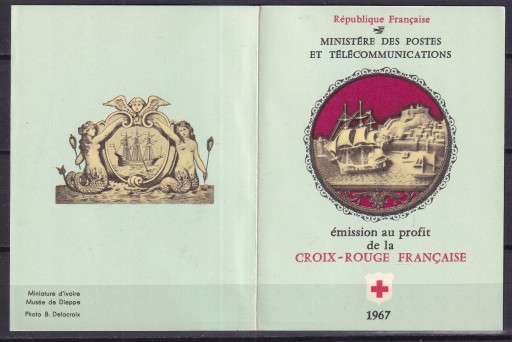 Miniature d'ivoire
Musée de Dieppe
Photo B. Delacroix
République Française
MINISTÈRE DES POSTES
ET TÉLÉCOMMUNICATIONS
émission au profit
de la
CROIX-ROUGE FRANÇAISE
1967